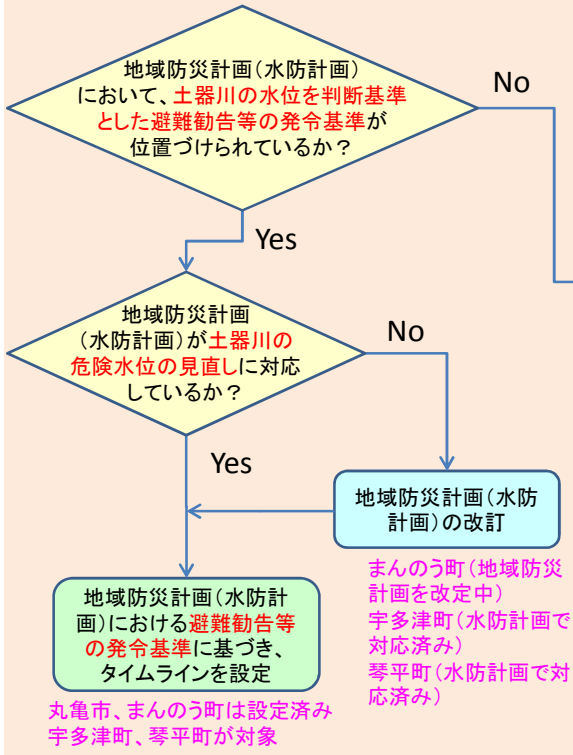 地域防災計画(水防計画)
において、土器川の水位を判断基準
とした避難勧告等の発令基準が
位置づけられているか？
No
Yes
地域防災計画
(水防計画)が土器川の
危険水位の見直しに対応
しているか？
No
Yes
地域防災計画(水防
計画)の改訂
まんのう町(地域防災
計画を改定中)
宇多津町(水防計画で
対応済み)
琴平町(水防計画で対
応済み)
地域防災計画(水防計
画)における避難勧告等
の発令基準に基づき、
タイムラインを設定
丸亀市、まんのう町は設定済み
宇多津町、琴平町が対象